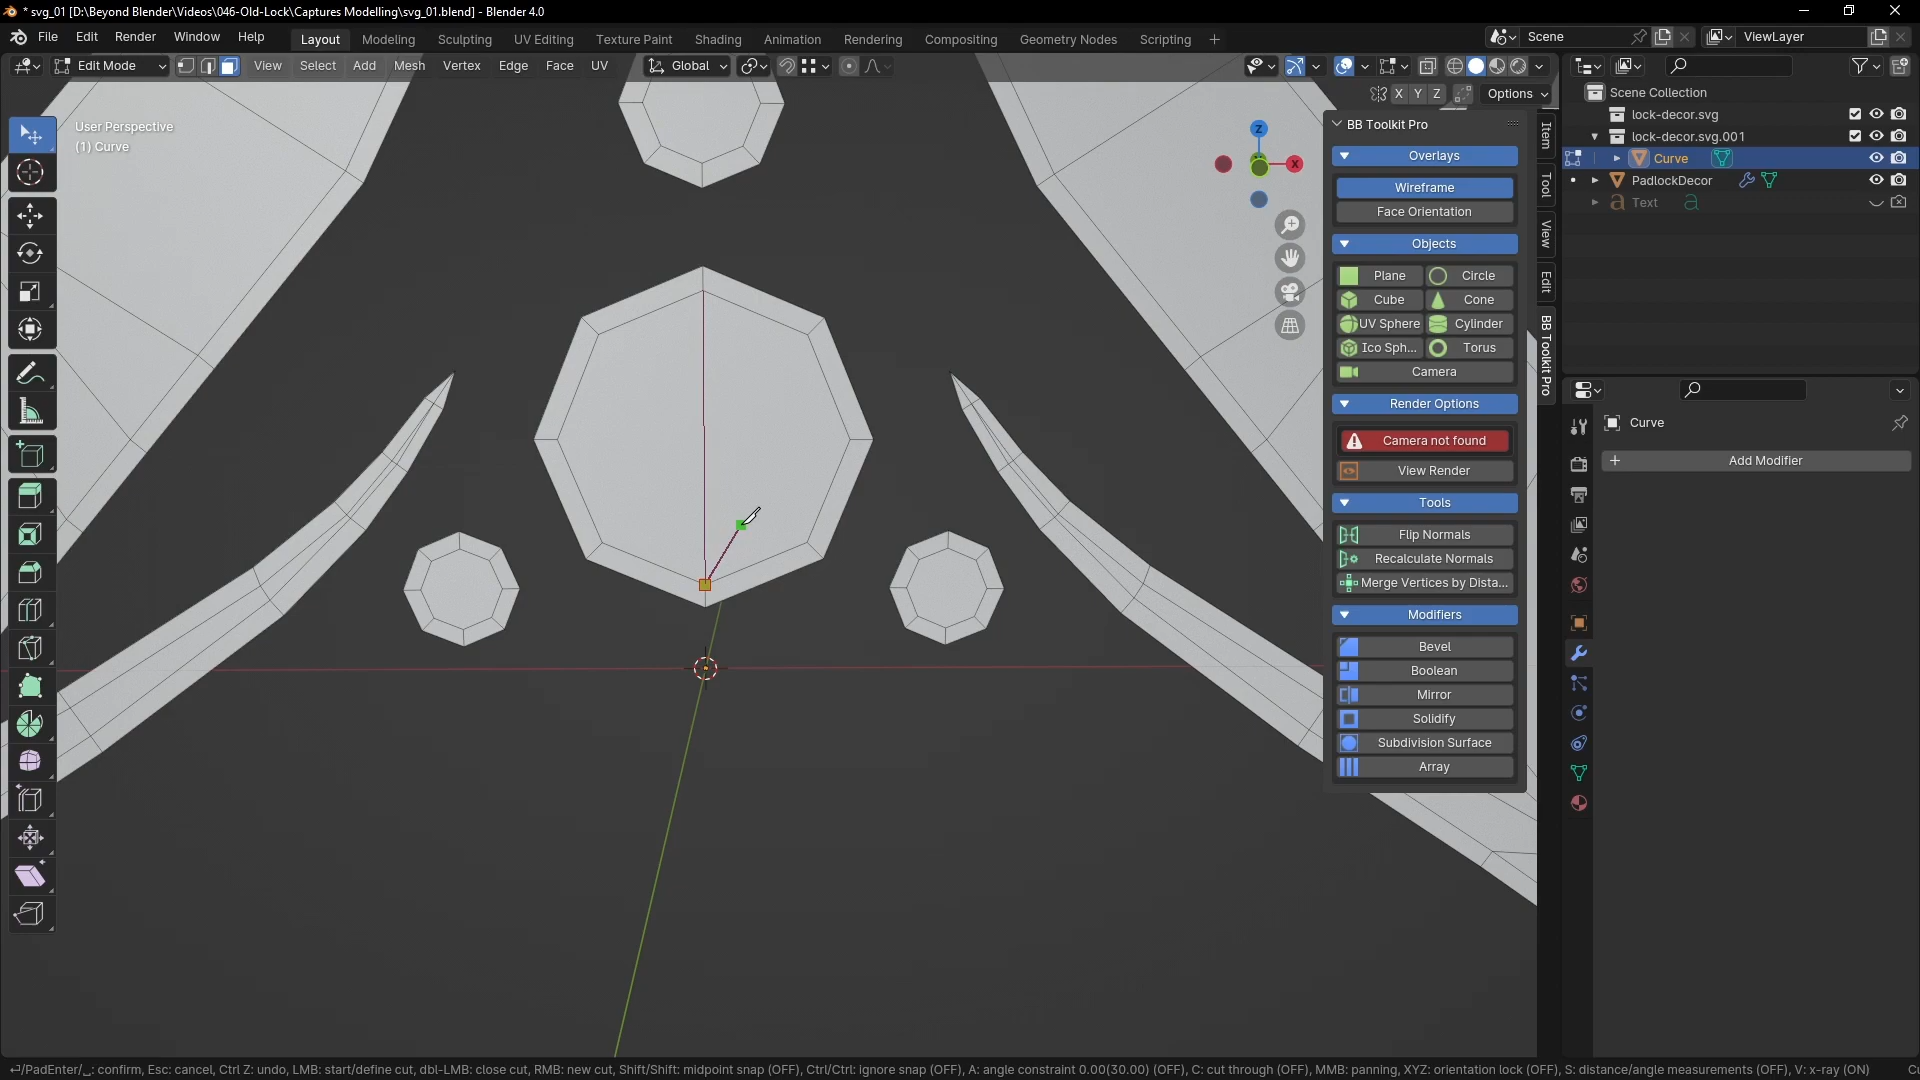 * svg_01 [D:\Beyond Blender\Videos\046-Old-Lock\Captures Modelling\svg_01.blend] - Blender 4.0
File Edit Render Window Help Layout Modeling Sculpting UV Editing Texture Paint Shading Animation Rendering Compositing Geometry Nodes Scripting + Scene ViewLayer
Edit Mode View Select Add Mesh Vertex Edge Face UV Global
X Y Z Options
User Perspective
(1) Curve
Z
X
Item
Tool
View
Edit
BB Toolkit Pro
BB Toolkit Pro
Overlays
Wireframe
Face Orientation
Objects
Plane Circle
Cube Cone
UV Sphere Cylinder
Ico Sph... Torus
Camera
Render Options
Camera not found
View Render
Tools
Flip Normals
Recalculate Normals
Merge Vertices by Dista...
Modifiers
Bevel
Boolean
Mirror
Solidify
Subdivision Surface
Array
Scene Collection
lock-decor.svg
lock-decor.svg.001
Curve
PadlockDecor
Text
Curve
+ Add Modifier
⏎/PadEnter/␣: confirm, Esc: cancel, Ctrl Z: undo, LMB: start/define cut, dbl-LMB: close cut, RMB: new cut, Shift/Shift: midpoint snap (OFF), Ctrl/Ctrl: ignore snap (OFF), A: angle constraint 0.00(30.00) (OFF), C: cut through (OFF), MMB: panning, XYZ: orientation lock (OFF), S: distance/angle measurements (OFF), V: x-ray (ON)